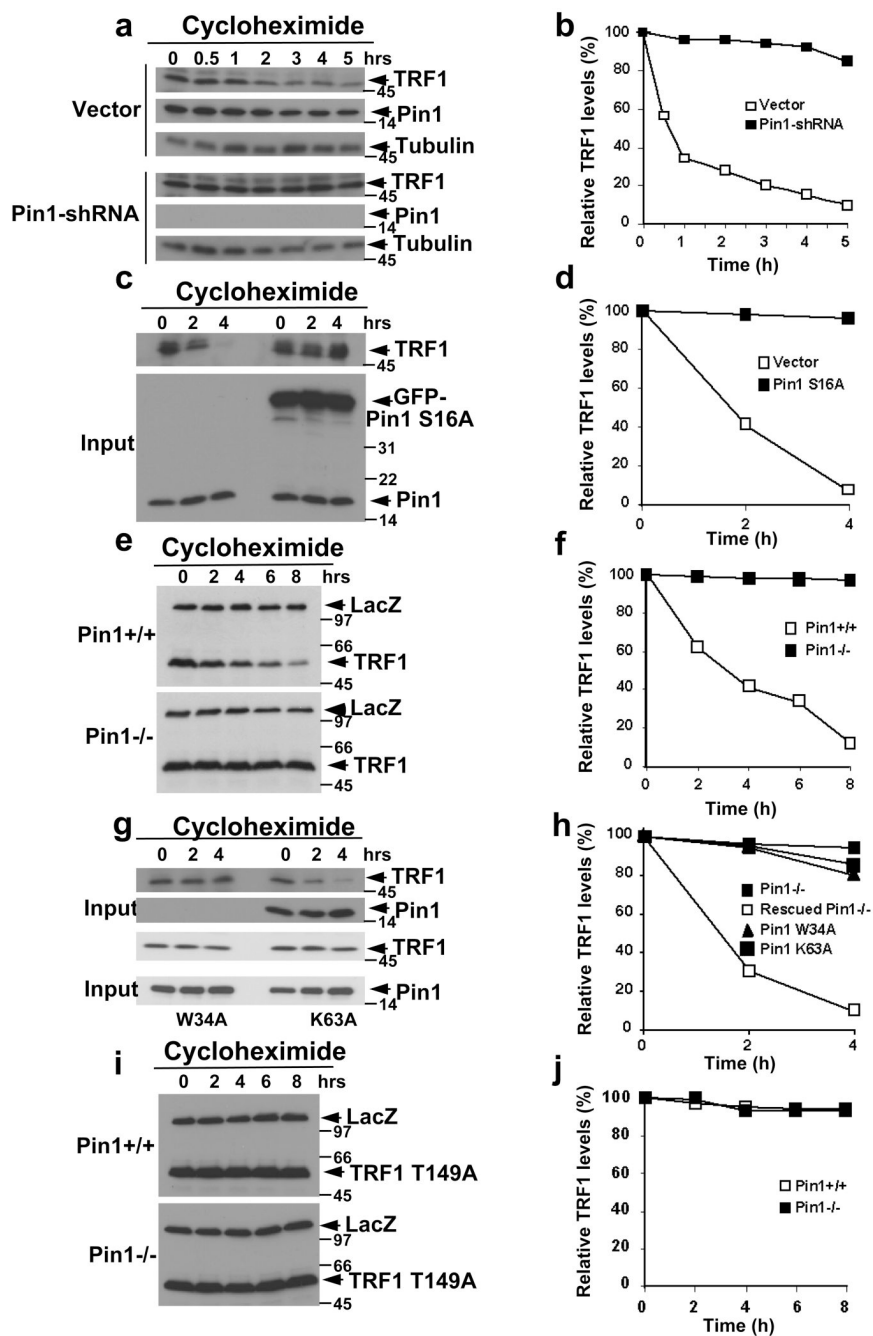 a
Cycloheximide
0 0.5 1 2 3 4 5 hrs
Vector
TRF1
45
Pin1
14
Tubulin
45
Pin1-shRNA
TRF1
45
Pin1
14
Tubulin
45
b
Relative TRF1 levels (%)
100
80
60
40
20
0
Vector
Pin1-shRNA
0 1 2 3 4 5
Time (h)
c
Cycloheximide
0 2 4 0 2 4 hrs
TRF1
45
Input
GFP-
Pin1 S16A
31
22
Pin1
14
d
Relative TRF1 levels (%)
100
80
60
40
20
0
Vector
Pin1 S16A
0 2 4
Time (h)
e
Cycloheximide
0 2 4 6 8 hrs
Pin1+/+
LacZ
97
66
TRF1
45
Pin1-/-
LacZ
97
66
TRF1
45
f
Relative TRF1 levels (%)
100
80
60
40
20
0
Pin1+/+
Pin1-/-
0 2 4 6 8
Time (h)
g
Cycloheximide
0 2 4 0 2 4 hrs
TRF1
45
Input
Pin1
14
TRF1
45
Input
Pin1
14
W34A K63A
h
Relative TRF1 levels (%)
100
80
60
40
20
0
Pin1-/-
Rescued Pin1-/-
Pin1 W34A
Pin1 K63A
0 2 4
Time (h)
i
Cycloheximide
0 2 4 6 8 hrs
Pin1+/+
LacZ
97
66
TRF1 T149A
45
Pin1-/-
LacZ
97
66
TRF1 T149A
45
j
Relative TRF1 levels (%)
100
80
60
40
20
0
Pin1+/+
Pin1-/-
0 2 4 6 8
Time (h)